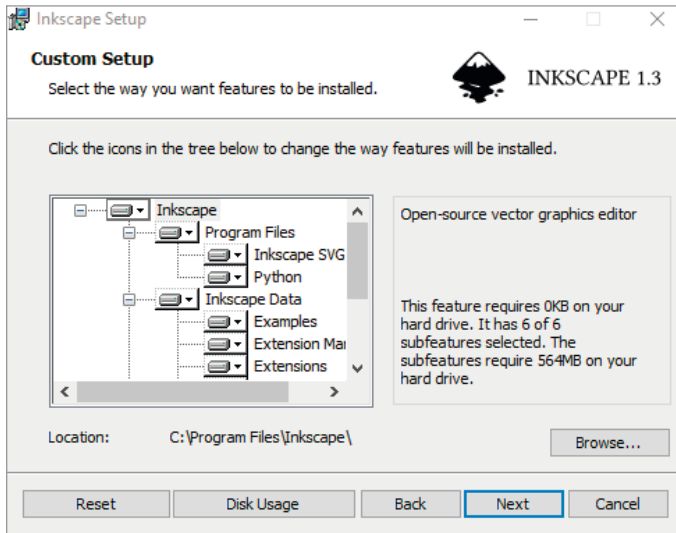 Inkscape Setup
Custom Setup
Select the way you want features to be installed.
INKSCAPE 1.3
Click the icons in the tree below to change the way features will be installed.
Inkscape
Program Files
Inkscape SVG
Python
Inkscape Data
Examples
Extension Mar
Extensions
Open-source vector graphics editor
This feature requires 0KB on your
hard drive. It has 6 of 6
subfeatures selected. The
subfeatures require 564MB on your
hard drive.
Location: C:\Program Files\Inkscape\
Browse...
Reset Disk Usage Back Next Cancel